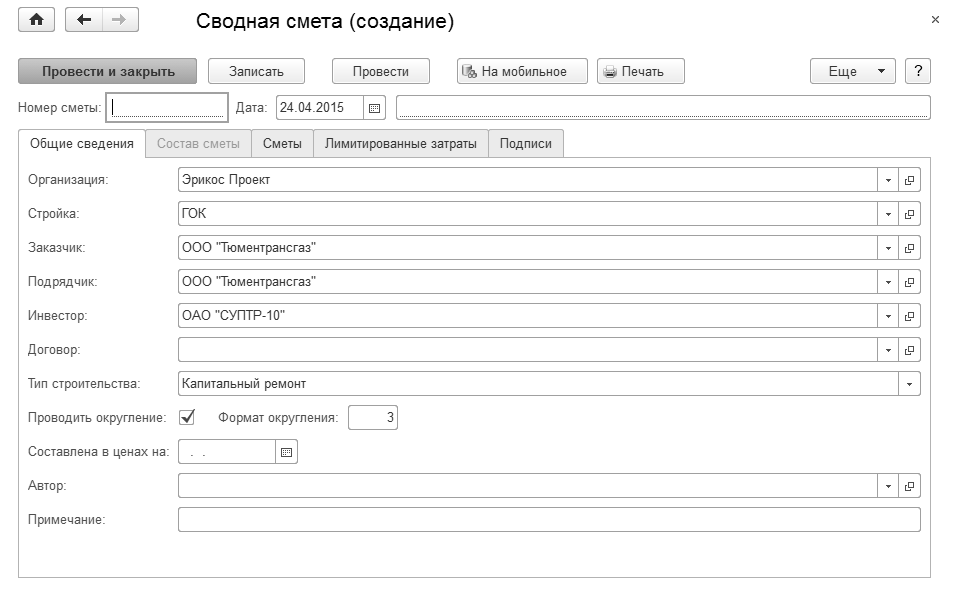 Сводная смета (создание)
×
Провести и закрыть Записать Провести На мобильное Печать Еще ?
Номер сметы: Дата: 24.04.2015
Общие сведения Состав сметы Сметы Лимитированные затраты Подписи
Организация: Эрикос Проект
Стройка: ГОК
Заказчик: ООО "Тюментрансгаз"
Подрядчик: ООО "Тюментрансгаз"
Инвестор: ОАО "СУПТР-10"
Договор:
Тип строительства: Капитальный ремонт
Проводить округление: Формат округления: 3
Составлена в ценах на: . .
Автор:
Примечание: